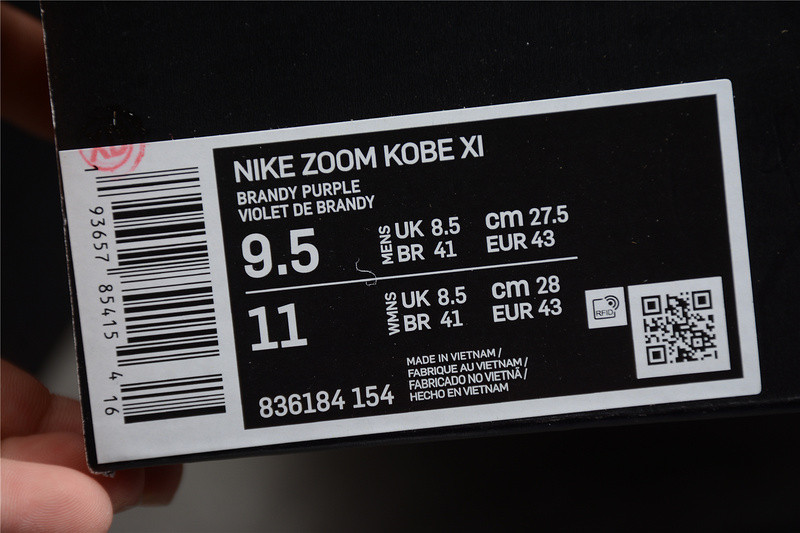 NIKE ZOOM KOBE XI
BRANDY PURPLE
VIOLET DE BRANDY
9.5
MENS
UK 8.5
BR 41
cm 27.5
EUR 43
11
WMNS
UK 8.5
BR 41
cm 28
EUR 43
836184 154
MADE IN VIETNAM /
FABRIQUE AU VIETNAM /
FABRICADO NO VIETNÃ /
HECHO EN VIETNAM
RFID
1 93657 85415 4 16